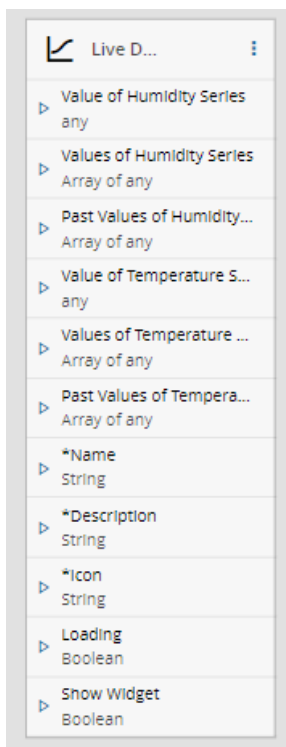 Live D...
Value of Humidity Series
any
Values of Humidity Series
Array of any
Past Values of Humidity...
Array of any
Value of Temperature S...
any
Values of Temperature ...
Array of any
Past Values of Tempera...
Array of any
*Name
String
*Description
String
*Icon
String
Loading
Boolean
Show Widget
Boolean